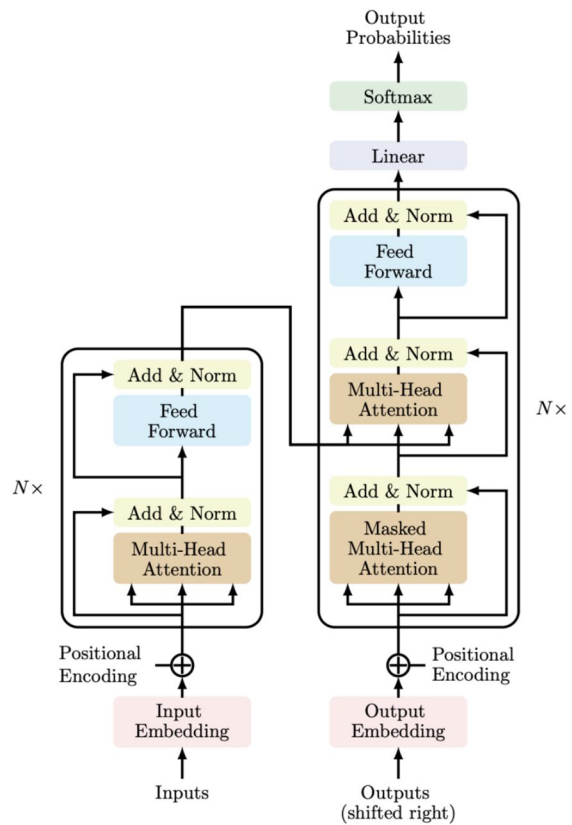 Output
Probabilities
Softmax
Linear
Add & Norm
Feed
Forward
Add & Norm
Multi-Head
Attention
N×
Add & Norm
Masked
Multi-Head
Attention
Positional
Encoding
Output
Embedding
Outputs
(shifted right)
Add & Norm
Feed
Forward
N×
Add & Norm
Multi-Head
Attention
Positional
Encoding
Input
Embedding
Inputs